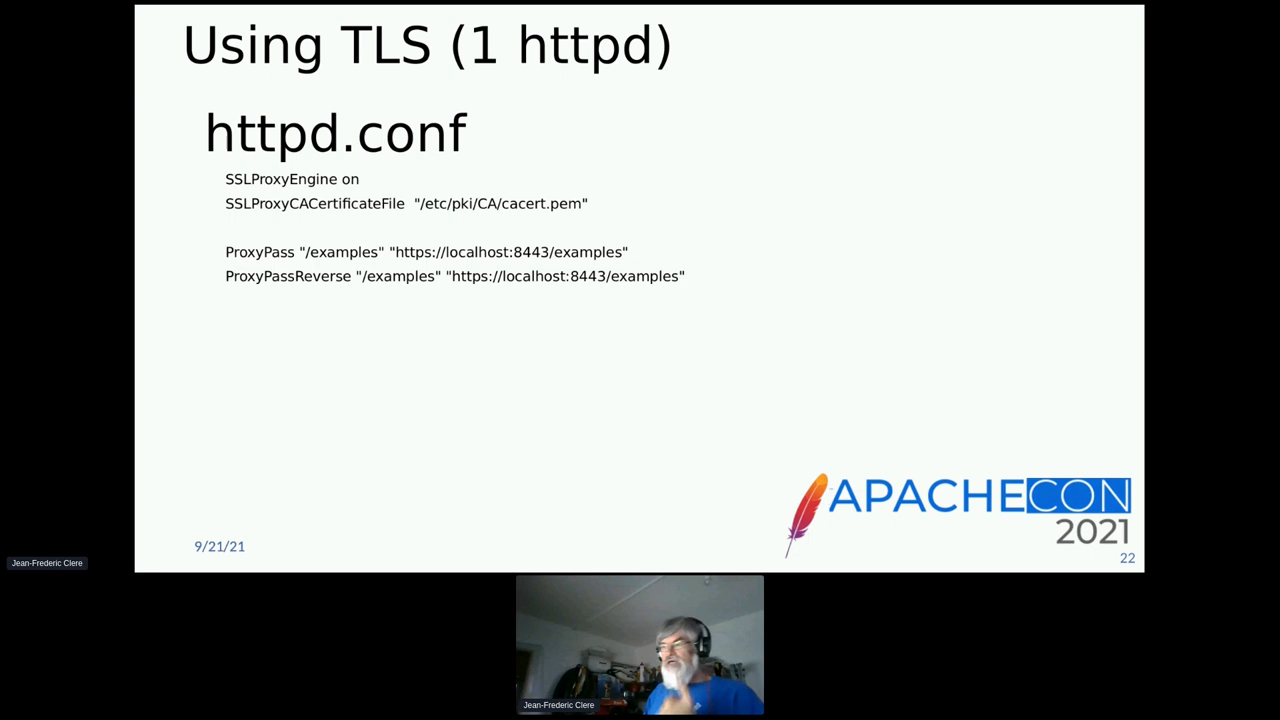 Using TLS (1 httpd)
httpd.conf
SSLProxyEngine on
SSLProxyCACertificateFile "/etc/pki/CA/cacert.pem"
ProxyPass "/examples" "https://localhost:8443/examples"
ProxyPassReverse "/examples" "https://localhost:8443/examples"
APACHECON
2021
9/21/21
22
Jean-Frederic Clere
Jean-Frederic Clere